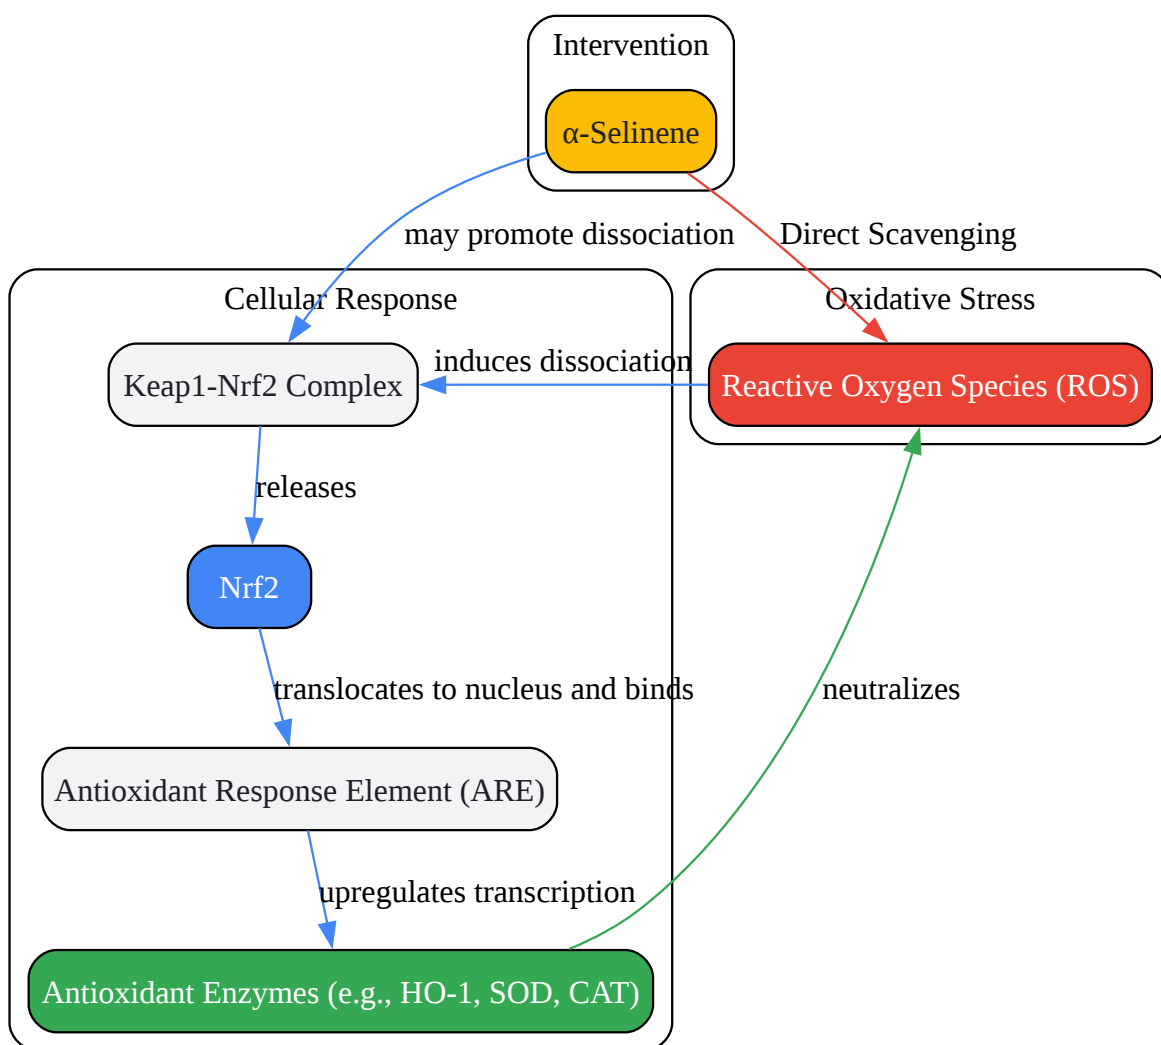 Intervention
α-Selinene
may promote dissociation
Direct Scavenging
Cellular Response
Oxidative Stress
induces dissociation
Keap1-Nrf2 Complex
Reactive Oxygen Species (ROS)
releases
Nrf2
translocates to nucleus and binds
neutralizes
Antioxidant Response Element (ARE)
upregulates transcription
Antioxidant Enzymes (e.g., HO-1, SOD, CAT)